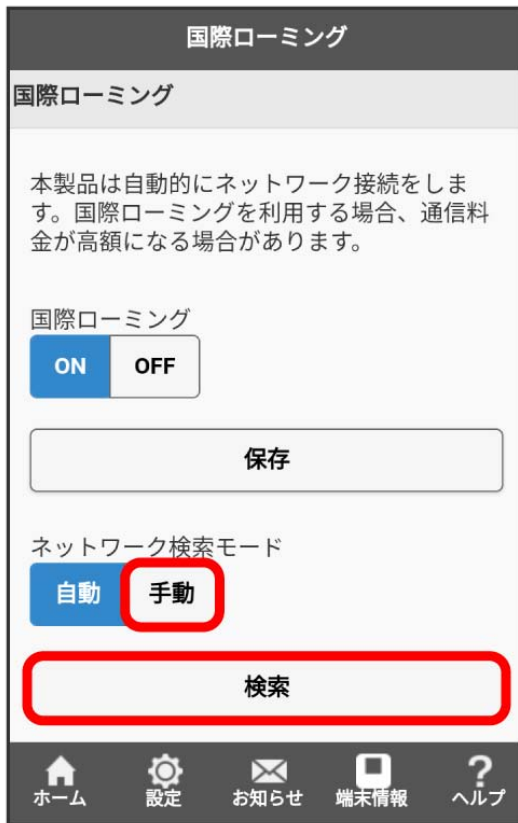 国際ローミング
国際ローミング
本製品は自動的にネットワーク接続をしま
す。国際ローミングを利用する場合、通信料
金が高額になる場合があります。
国際ローミング
ON OFF
保存
ネットワーク検索モード
自動 手動
検索
ホーム 設定 お知らせ 端末情報 ヘルプ